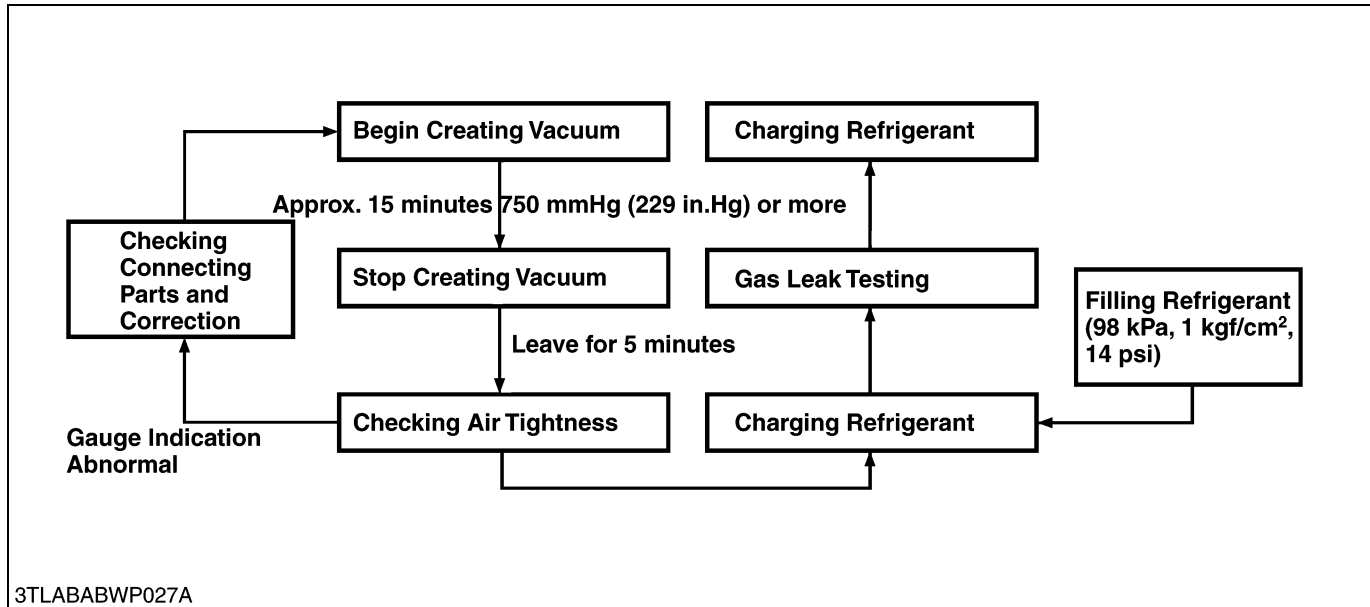 Begin Creating Vacuum
Approx. 15 minutes 750 mmHg (229 in.Hg) or more
Stop Creating Vacuum
Leave for 5 minutes
Checking Air Tightness
Gauge Indication
Abnormal
Checking
Connecting
Parts and
Correction
Charging Refrigerant
Gas Leak Testing
Charging Refrigerant
Filling Refrigerant
(98 kPa, 1 kgf/cm²,
14 psi)
3TLABABWP027A